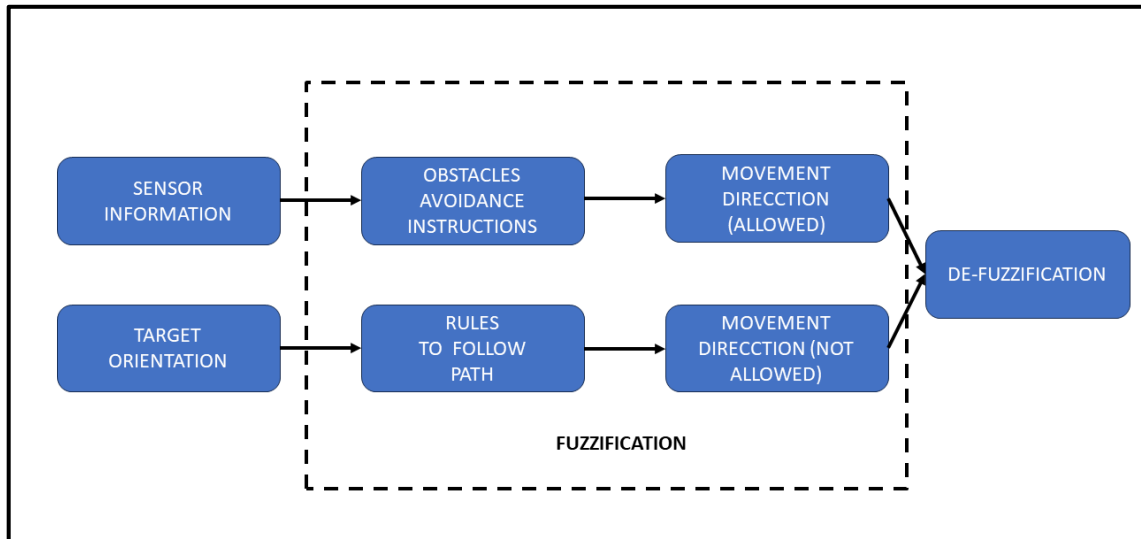 SENSOR
INFORMATION
OBSTACLES
AVOIDANCE
INSTRUCTIONS
MOVEMENT
DIRECCTION
(ALLOWED)
DE-FUZZIFICATION
TARGET
ORIENTATION
RULES
TO FOLLOW
PATH
MOVEMENT
DIRECCTION (NOT
ALLOWED)
FUZZIFICATION